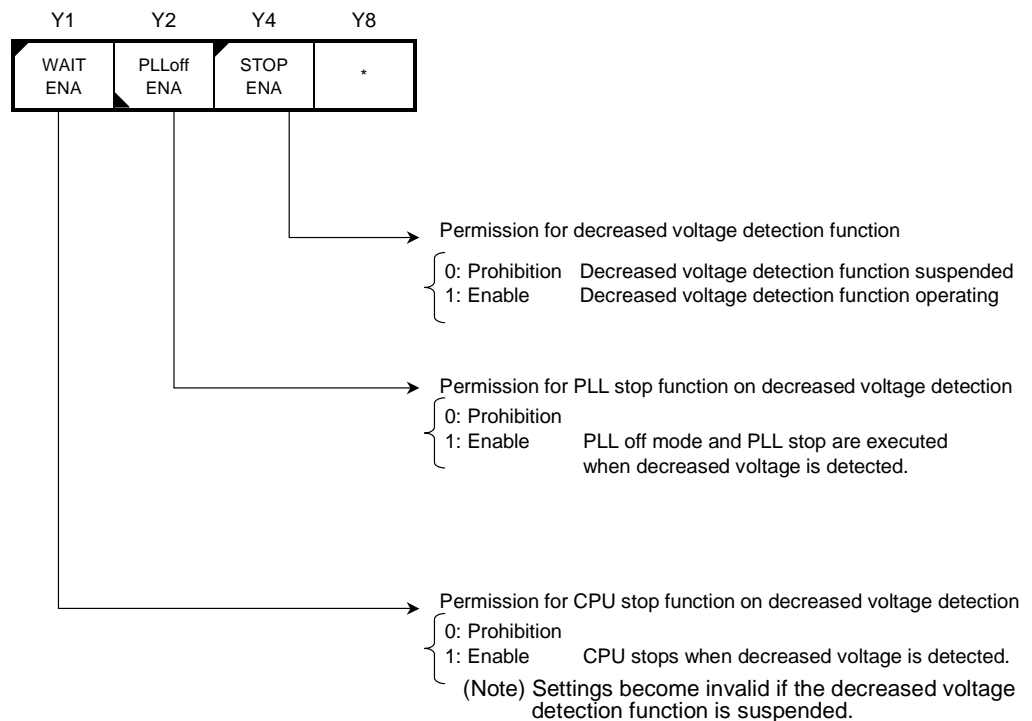 Y1 Y2 Y4 Y8
WAIT ENA PLLoff ENA STOP ENA *
Permission for decreased voltage detection function
0: Prohibition Decreased voltage detection function suspended
1: Enable Decreased voltage detection function operating
Permission for PLL stop function on decreased voltage detection
0: Prohibition
1: Enable PLL off mode and PLL stop are executed
when decreased voltage is detected.
Permission for CPU stop function on decreased voltage detection
0: Prohibition
1: Enable CPU stops when decreased voltage is detected.
(Note) Settings become invalid if the decreased voltage
detection function is suspended.